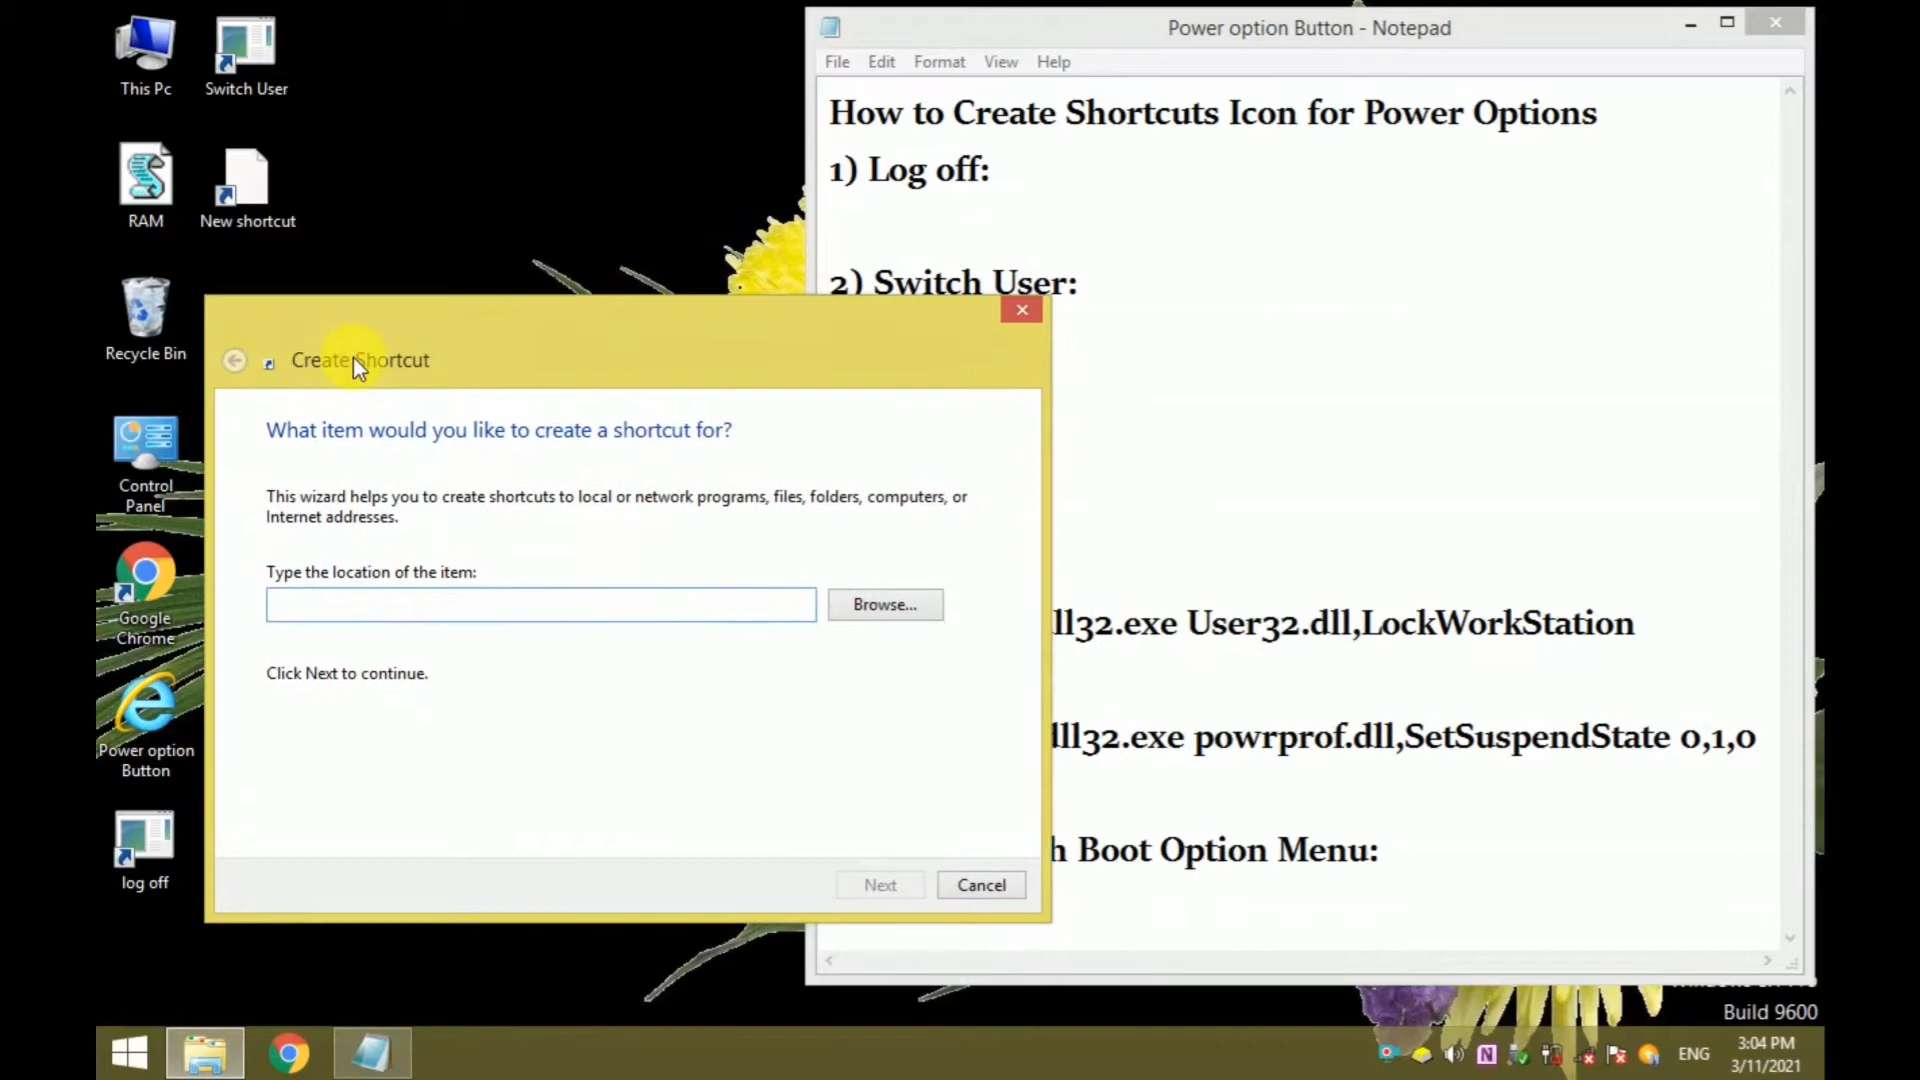 This Pc
Switch User
RAM
New shortcut
Recycle Bin
Control
Panel
Google
Chrome
Power option
Button
log off
Power option Button - Notepad
File Edit Format View Help
How to Create Shortcuts Icon for Power Options
1) Log off:
2) Switch User:
ll32.exe User32.dll,LockWorkStation
ll32.exe powrprof.dll,SetSuspendState 0,1,0
h Boot Option Menu:
Create Shortcut
What item would you like to create a shortcut for?
This wizard helps you to create shortcuts to local or network programs, files, folders, computers, or
Internet addresses.
Type the location of the item:
Browse...
Click Next to continue.
Next Cancel
Build 9600
ENG
3:04 PM
3/11/2021